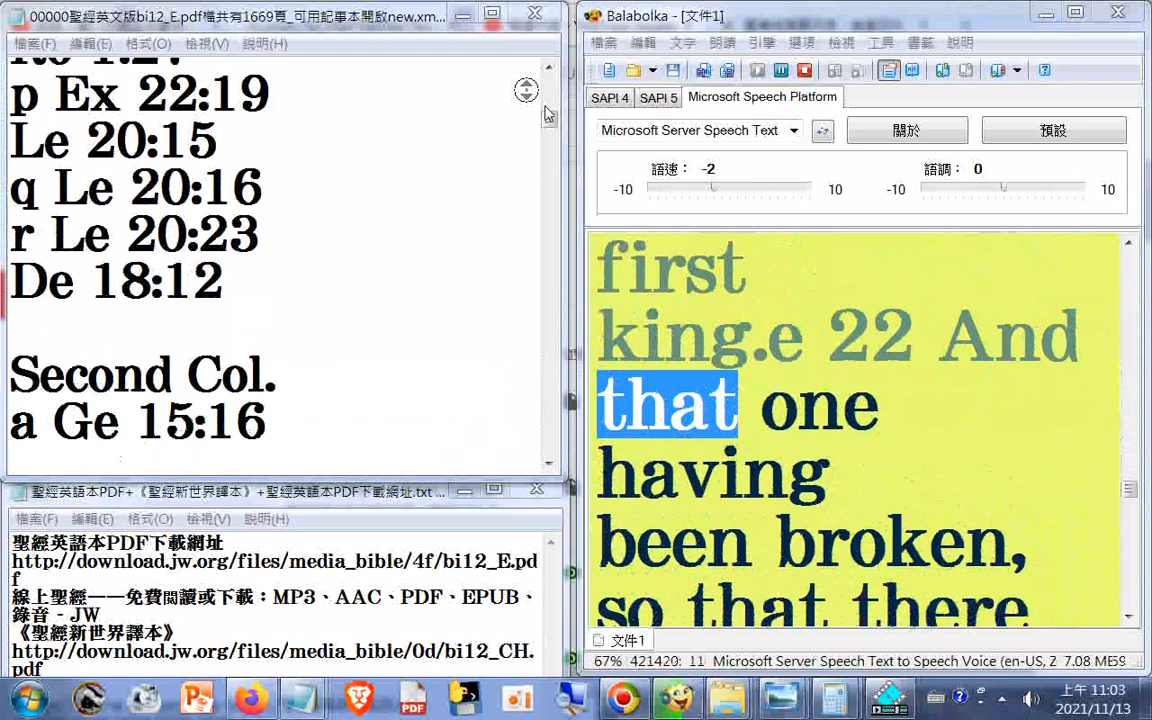 00000聖經英文版bi12_E.pdf檔共有1669頁_可用記事本開啟new.xm...
檔案(F) 編輯(E) 格式(O) 檢視(V) 說明(H)
p Ex 22:19
Le 20:15
q Le 20:16
r Le 20:23
De 18:12
Second Col.
a Ge 15:16
聖經英語本PDF+《聖經新世界譯本》+聖經英語本PDF下載網址.txt ...
檔案(F) 編輯(E) 格式(O) 檢視(V) 說明(H)
聖經英語本PDF下載網址
http://download.jw.org/files/media_bible/4f/bi12_E.pd
f
線上聖經——免費閱讀或下載：MP3、AAC、PDF、EPUB、
錄音 - JW
《聖經新世界譯本》
http://download.jw.org/files/media_bible/0d/bi12_CH.
pdf
Balabolka - [文件1]
檔案 編輯 文字 朗讀 引擎 選項 檢視 工具 書籤 說明
SAPI 4 SAPI 5 Microsoft Speech Platform
Microsoft Server Speech Text 關於 預設
語速： -2 語調： 0
-10 10 -10 10
first
king.e 22 And
that one
having
been broken,
so that there
文件1
67% 421420: 11 Microsoft Server Speech Text to Speech Voice (en-US, Z 7.08 ME59
上午 11:03
2021/11/13